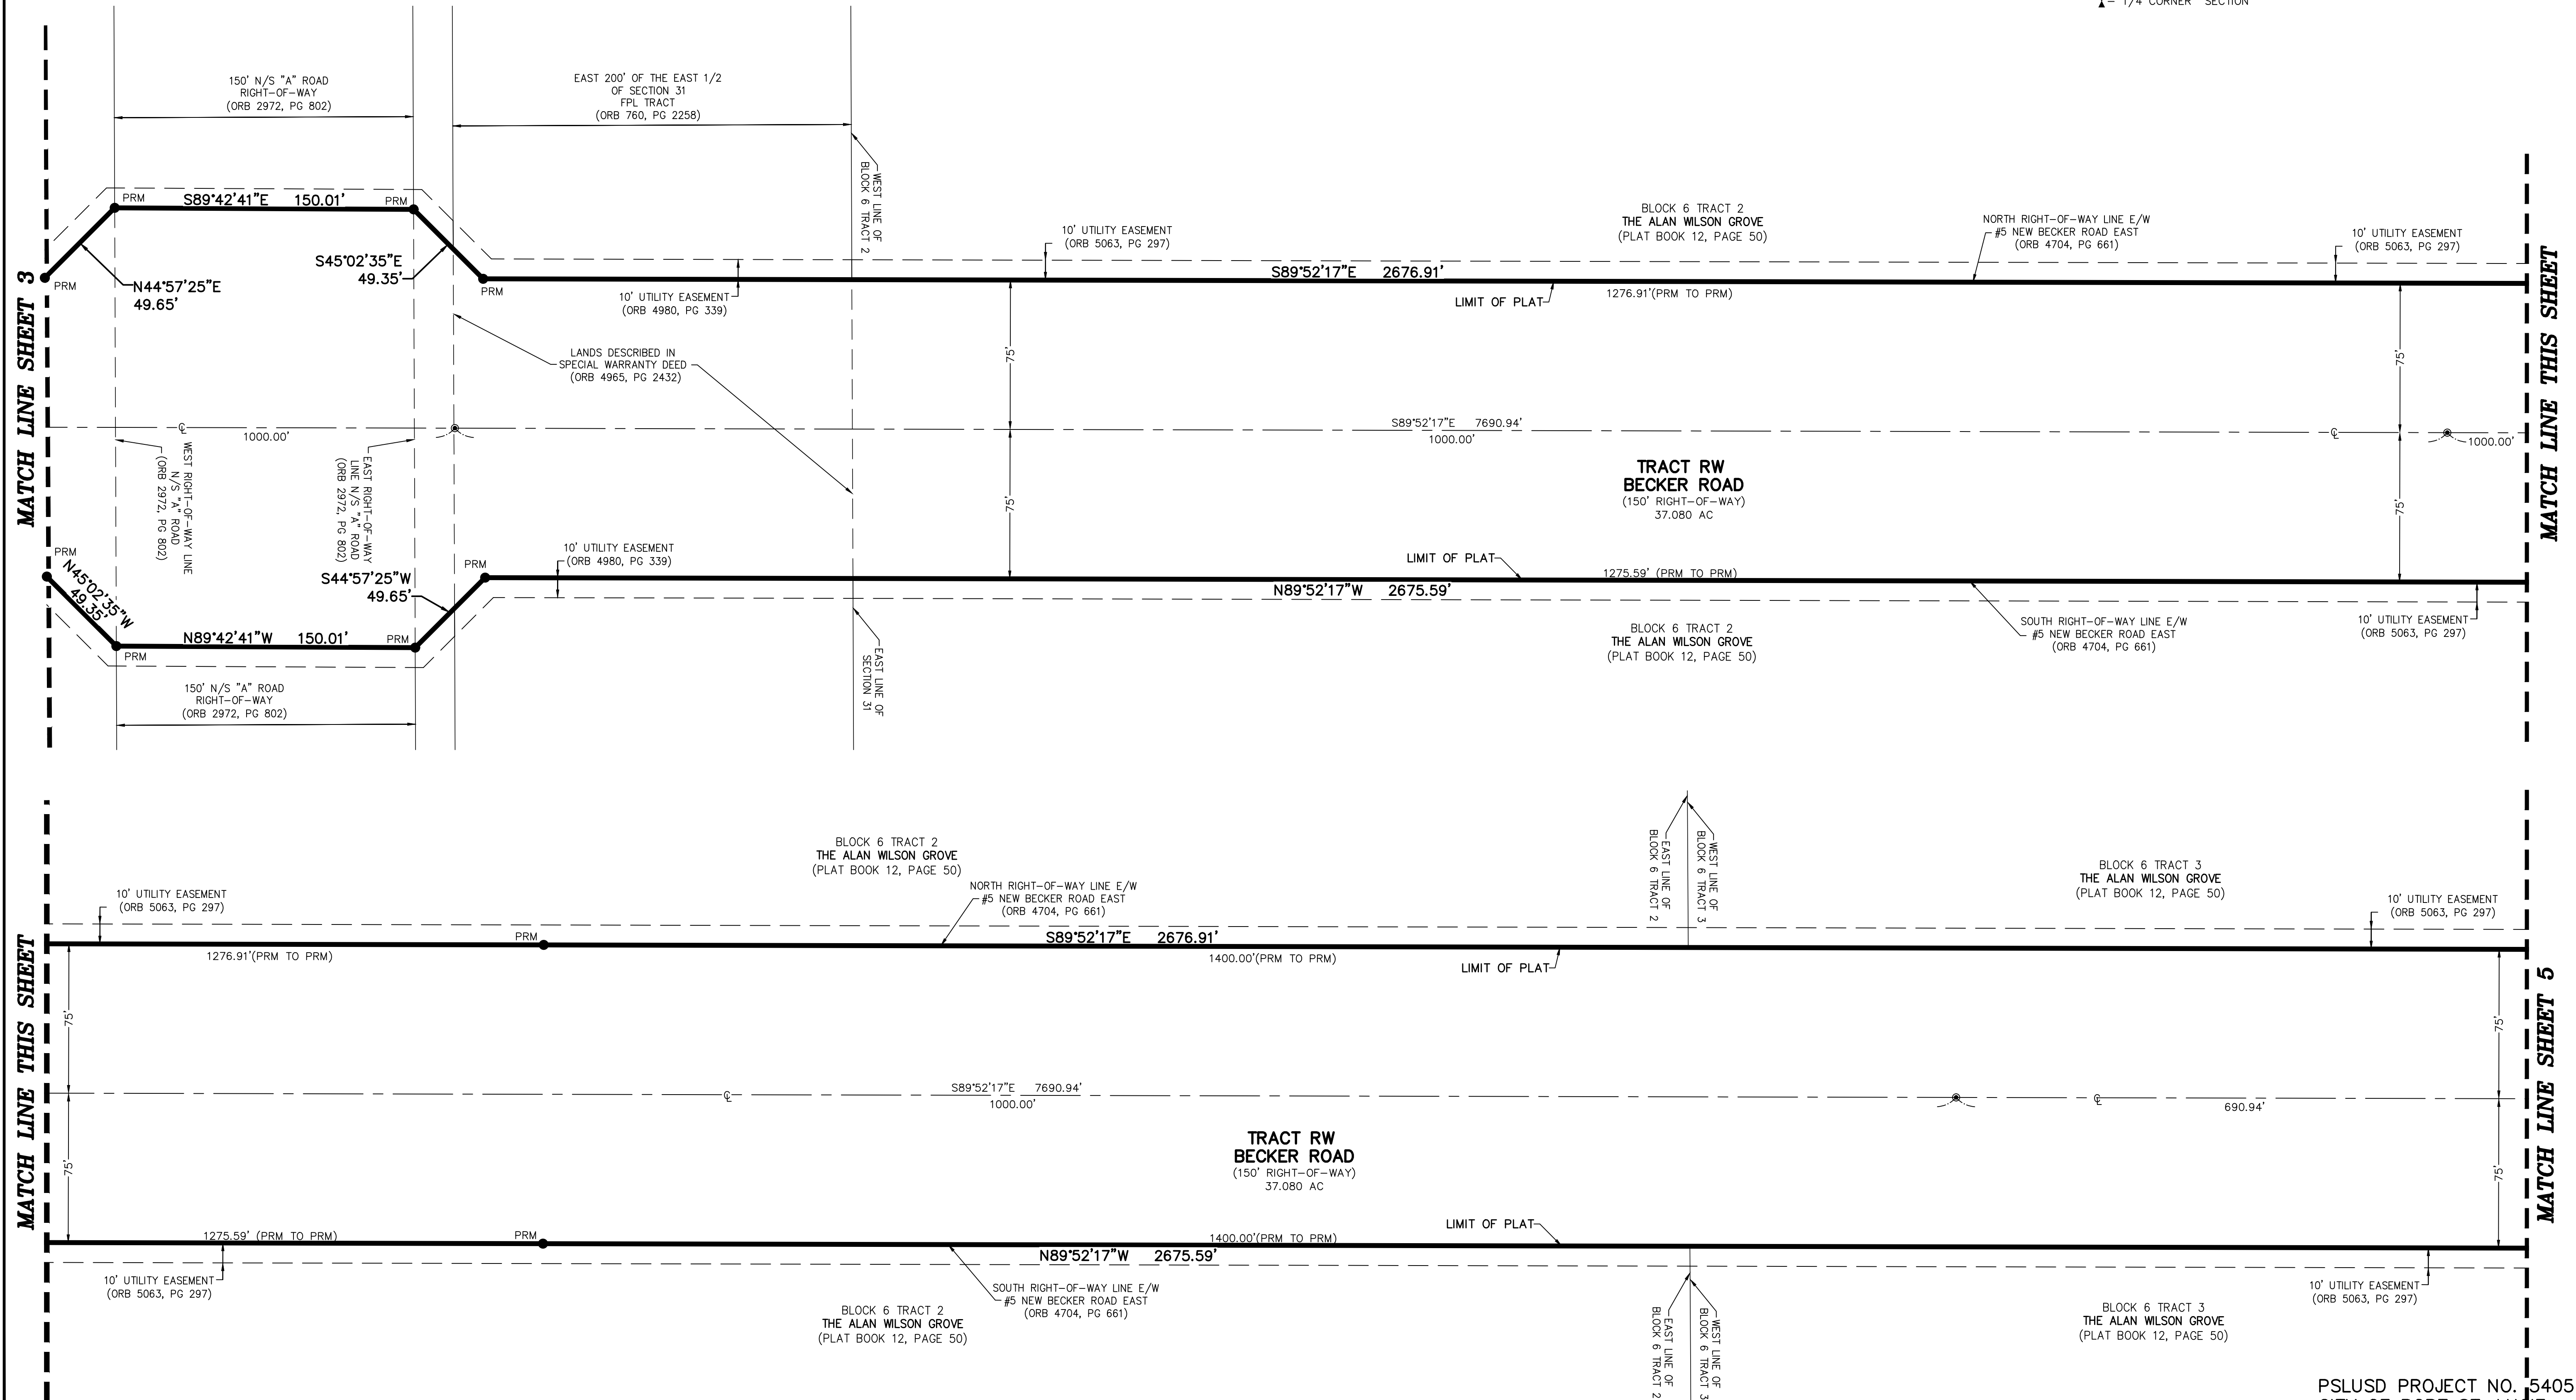 1/4 CORNER SECTION
150' N/S "A" ROAD
RIGHT-OF-WAY
(ORB 2972, PG 802)
EAST 200' OF THE EAST 1/2
OF SECTION 31
FPL TRACT
(ORB 760, PG 2258)
WEST LINE OF
BLOCK 6 TRACT 2
PRM
S89°42'41"E 150.01'
PRM
BLOCK 6 TRACT 2
THE ALAN WILSON GROVE
(PLAT BOOK 12, PAGE 50)
NORTH RIGHT-OF-WAY LINE E/W
#5 NEW BECKER ROAD EAST
(ORB 4704, PG 661)
10' UTILITY EASEMENT
(ORB 5063, PG 297)
10' UTILITY EASEMENT
(ORB 5063, PG 297)
S45°02'35"E
49.35'
PRM
N44°57'25"E
49.65'
PRM
10' UTILITY EASEMENT
(ORB 4980, PG 339)
S89°52'17"E 2676.91'
LIMIT OF PLAT
1276.91'(PRM TO PRM)
MATCH LINE SHEET 3
MATCH LINE THIS SHEET
LANDS DESCRIBED IN
SPECIAL WARRANTY DEED
(ORB 4965, PG 2432)
75'
75'
1000.00'
S89°52'17"E 7690.94'
1000.00'
1000.00'
WEST RIGHT-OF-WAY LINE
N/S "A" ROAD
(ORB 2972, PG 802)
EAST RIGHT-OF-WAY
LINE N/S "A" ROAD
(ORB 2972, PG 802)
TRACT RW
BECKER ROAD
(150' RIGHT-OF-WAY)
37.080 AC
75'
75'
PRM
N45°02'35"W
49.35'
S44°57'25"W
49.65'
PRM
10' UTILITY EASEMENT
(ORB 4980, PG 339)
LIMIT OF PLAT
1275.59' (PRM TO PRM)
N89°52'17"W 2675.59'
N89°42'41"W 150.01'
PRM
PRM
BLOCK 6 TRACT 2
THE ALAN WILSON GROVE
(PLAT BOOK 12, PAGE 50)
SOUTH RIGHT-OF-WAY LINE E/W
#5 NEW BECKER ROAD EAST
(ORB 4704, PG 661)
10' UTILITY EASEMENT
(ORB 5063, PG 297)
EAST LINE OF
SECTION 31
150' N/S "A" ROAD
RIGHT-OF-WAY
(ORB 2972, PG 802)
BLOCK 6 TRACT 2
THE ALAN WILSON GROVE
(PLAT BOOK 12, PAGE 50)
EAST LINE OF
BLOCK 6 TRACT 2
WEST LINE OF
BLOCK 6 TRACT 3
BLOCK 6 TRACT 3
THE ALAN WILSON GROVE
(PLAT BOOK 12, PAGE 50)
10' UTILITY EASEMENT
(ORB 5063, PG 297)
NORTH RIGHT-OF-WAY LINE E/W
#5 NEW BECKER ROAD EAST
(ORB 4704, PG 661)
10' UTILITY EASEMENT
(ORB 5063, PG 297)
PRM
S89°52'17"E 2676.91'
1276.91'(PRM TO PRM)
1400.00'(PRM TO PRM)
LIMIT OF PLAT
MATCH LINE THIS SHEET
MATCH LINE SHEET 5
75'
75'
S89°52'17"E 7690.94'
1000.00'
690.94'
TRACT RW
BECKER ROAD
(150' RIGHT-OF-WAY)
37.080 AC
75'
75'
1275.59' (PRM TO PRM)
PRM
1400.00'(PRM TO PRM)
LIMIT OF PLAT
N89°52'17"W 2675.59'
10' UTILITY EASEMENT
(ORB 5063, PG 297)
SOUTH RIGHT-OF-WAY LINE E/W
#5 NEW BECKER ROAD EAST
(ORB 4704, PG 661)
10' UTILITY EASEMENT
(ORB 5063, PG 297)
BLOCK 6 TRACT 2
THE ALAN WILSON GROVE
(PLAT BOOK 12, PAGE 50)
EAST LINE OF
BLOCK 6 TRACT 2
WEST LINE OF
BLOCK 6 TRACT 3
BLOCK 6 TRACT 3
THE ALAN WILSON GROVE
(PLAT BOOK 12, PAGE 50)
PSLUSD PROJECT NO. 5405